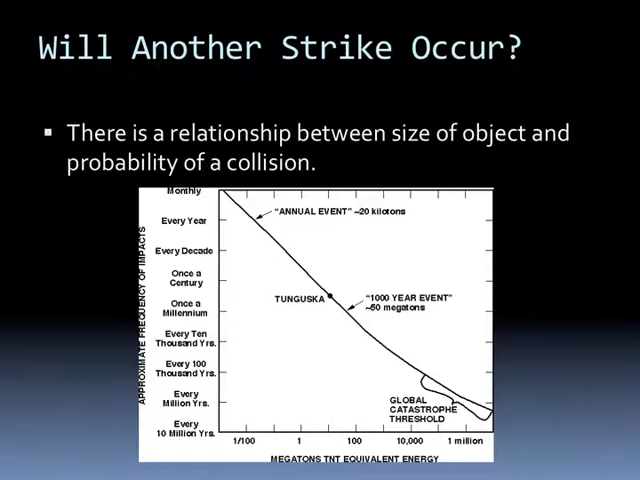 Will Another Strike Occur?
There is a relationship between size of object and
probability of a collision.
Monthly
"ANNUAL EVENT" ~20 kilotons
Every Year
Every Decade
Once a
Century
TUNGUSKA
"1000 YEAR EVENT"
~50 megatons
Once a
Millennium
Every Ten
Thousand Yrs.
Every 100
Thousand Yrs.
Every
Million Yrs.
GLOBAL
CATASTROPHE
THRESHOLD
Every
10 Million Yrs.
APPROXIMATE FREQUENCY OF IMPACTS
1/100 1 100 10,000 1 million
MEGATONS TNT EQUIVALENT ENERGY